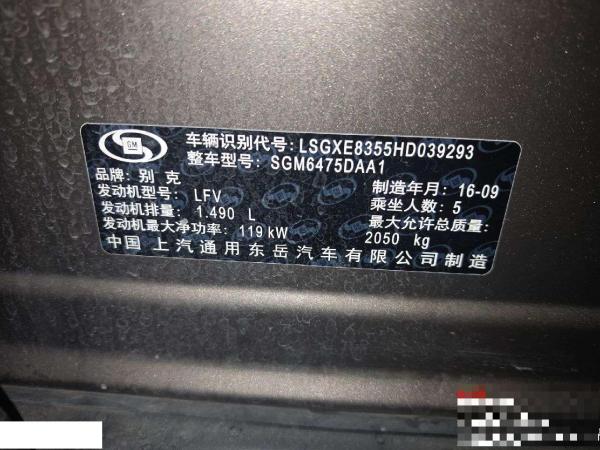 GM
车辆识别代号: LSGXE8355HD039293
整车型号: SGM6475DAA1
品牌: 别 克
制造年月: 16-09
发动机型号: LFV
乘坐人数: 5
发动机排量: 1.490 L
最大允许总质量:
发动机最大净功率: 119 kW
2050 kg
中国 上汽通用东岳汽车有限公司制造